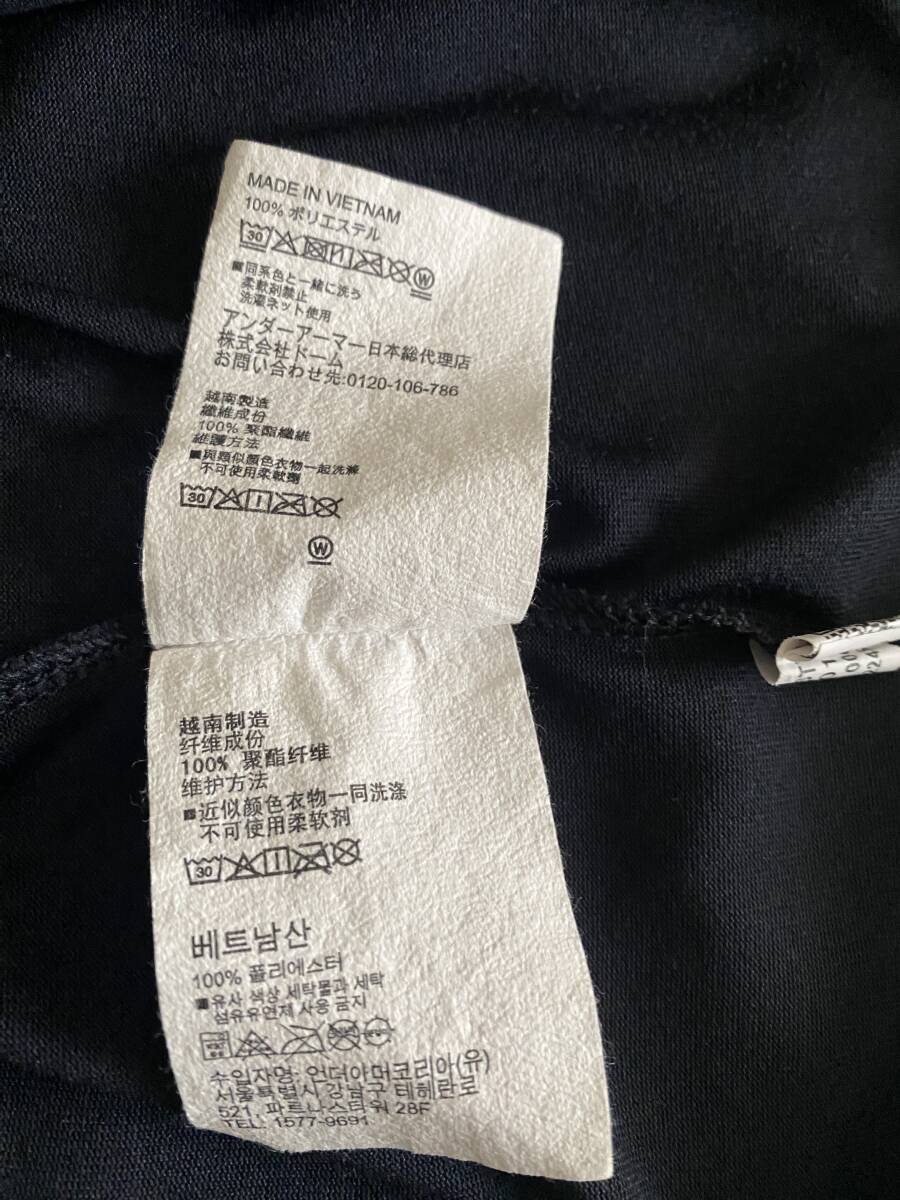 MADE IN VIETNAM
100% ポリエステル
30
W
■同系色と一緒に洗う
柔軟剤禁止
洗濯ネット使用
アンダーアーマー日本総代理店
株式会社ドーム
お問い合わせ先:0120-106-786
越南製造
纖維成份
100% 聚酯纖維
維護方法
■與類似顏色衣物一起洗滌
不可使用柔軟劑
30
W
越南制造
纤维成份
100% 聚酯纤维
维护方法
■近似颜色衣物一同洗涤
不可使用柔软剂
30
베트남산
100% 폴리에스터
■유사 색상 세탁물과 세탁
섬유유연제 사용 금지
수입자명: 언더아머코리아(유)
서울특별시 강남구 테헤란로
521, 파르나스타워 28F
TEL: 1577-9691